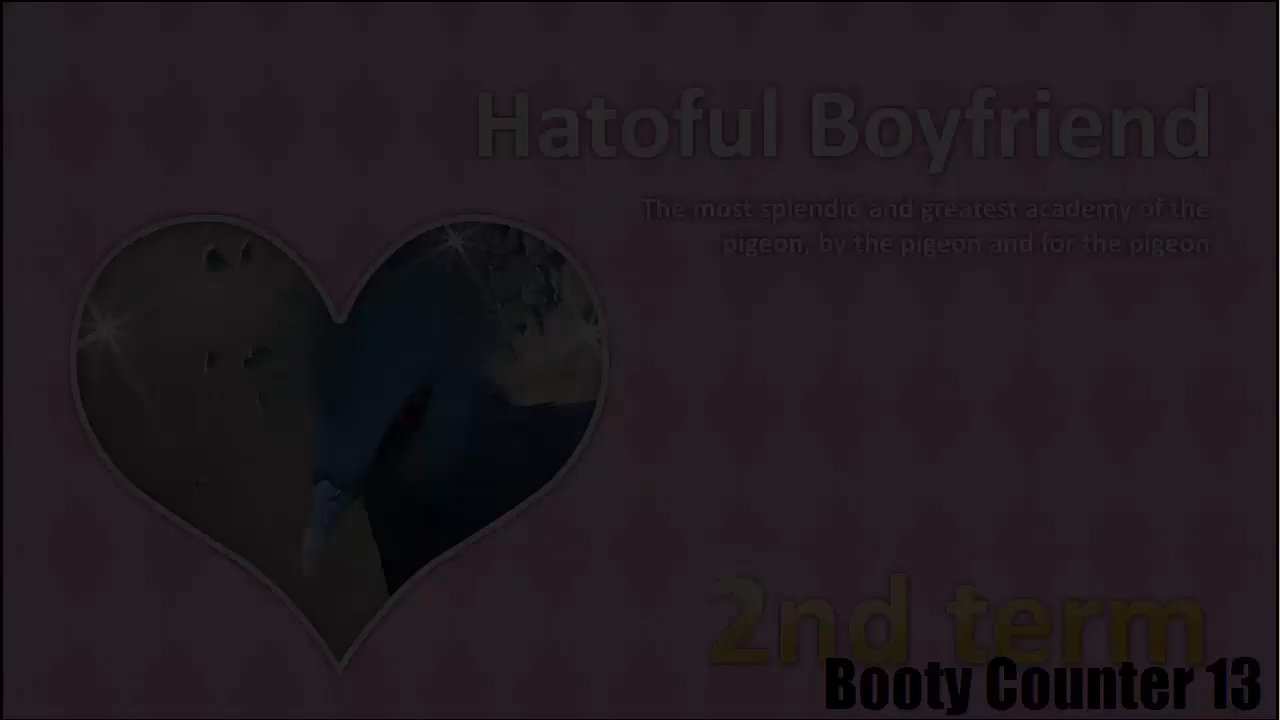 Hatoful Boyfriend
The most splendid and greatest academy of the
pigeon, by the pigeon and for the pigeon
2nd term
Booty Counter 13